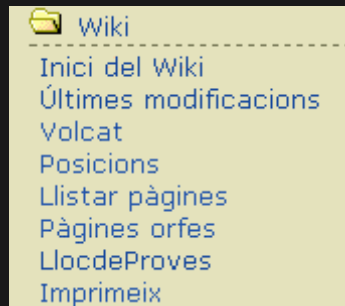 Wiki
Inici del Wiki
Últimes modificacions
Volcat
Posicions
Llistar pàgines
Pàgines orfes
LlocdeProves
Imprimeix